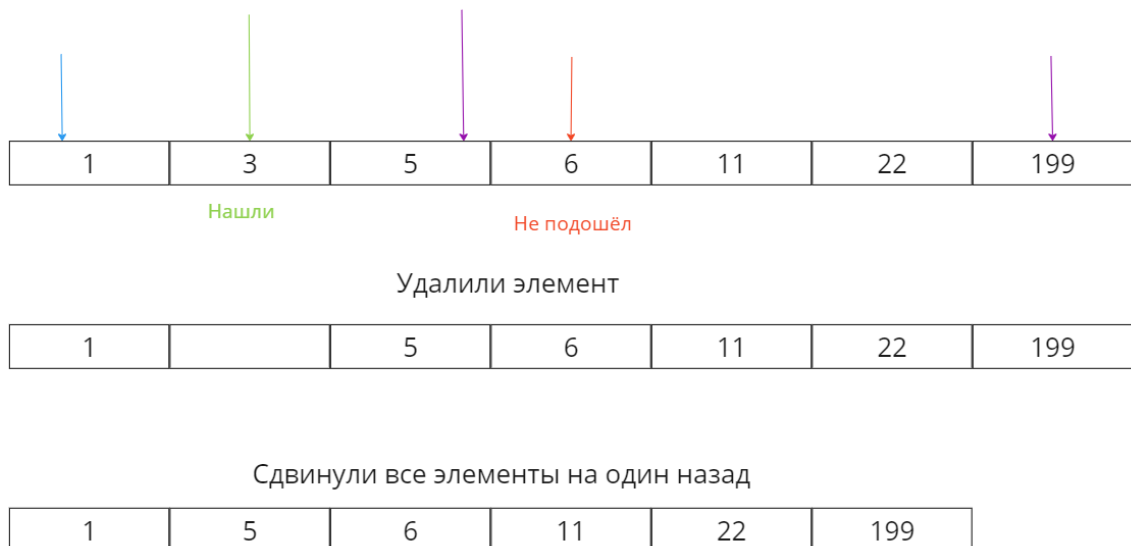 1 3 5 6 11 22 199
Нашли
Не подошёл
Удалили элемент
1 5 6 11 22 199
Сдвинули все элементы на один назад
1 5 6 11 22 199